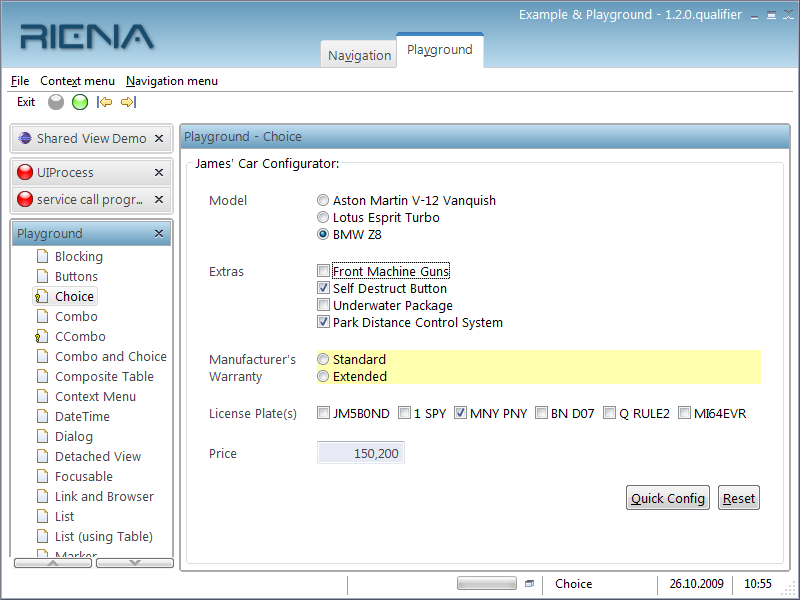 Example & Playground - 1.2.0.qualifier
RIENA
Navigation
Playground
File Context menu Navigation menu
Exit
Shared View Demo
UIProcess
service call progr...
Playground
Blocking
Buttons
Choice
Combo
CCombo
Combo and Choice
Composite Table
Context Menu
DateTime
Dialog
Detached View
Focusable
Link and Browser
List
List (using Table)
Marker
Playground - Choice
James' Car Configurator:
Model
Aston Martin V-12 Vanquish
Lotus Esprit Turbo
BMW Z8
Extras
Front Machine Guns
Self Destruct Button
Underwater Package
Park Distance Control System
Manufacturer's
Warranty
Standard
Extended
License Plate(s) JM5B0ND 1 SPY MNY PNY BN D07 Q RULE2 MI64EVR
Price 150,200
Quick Config Reset
Choice 26.10.2009 10:55